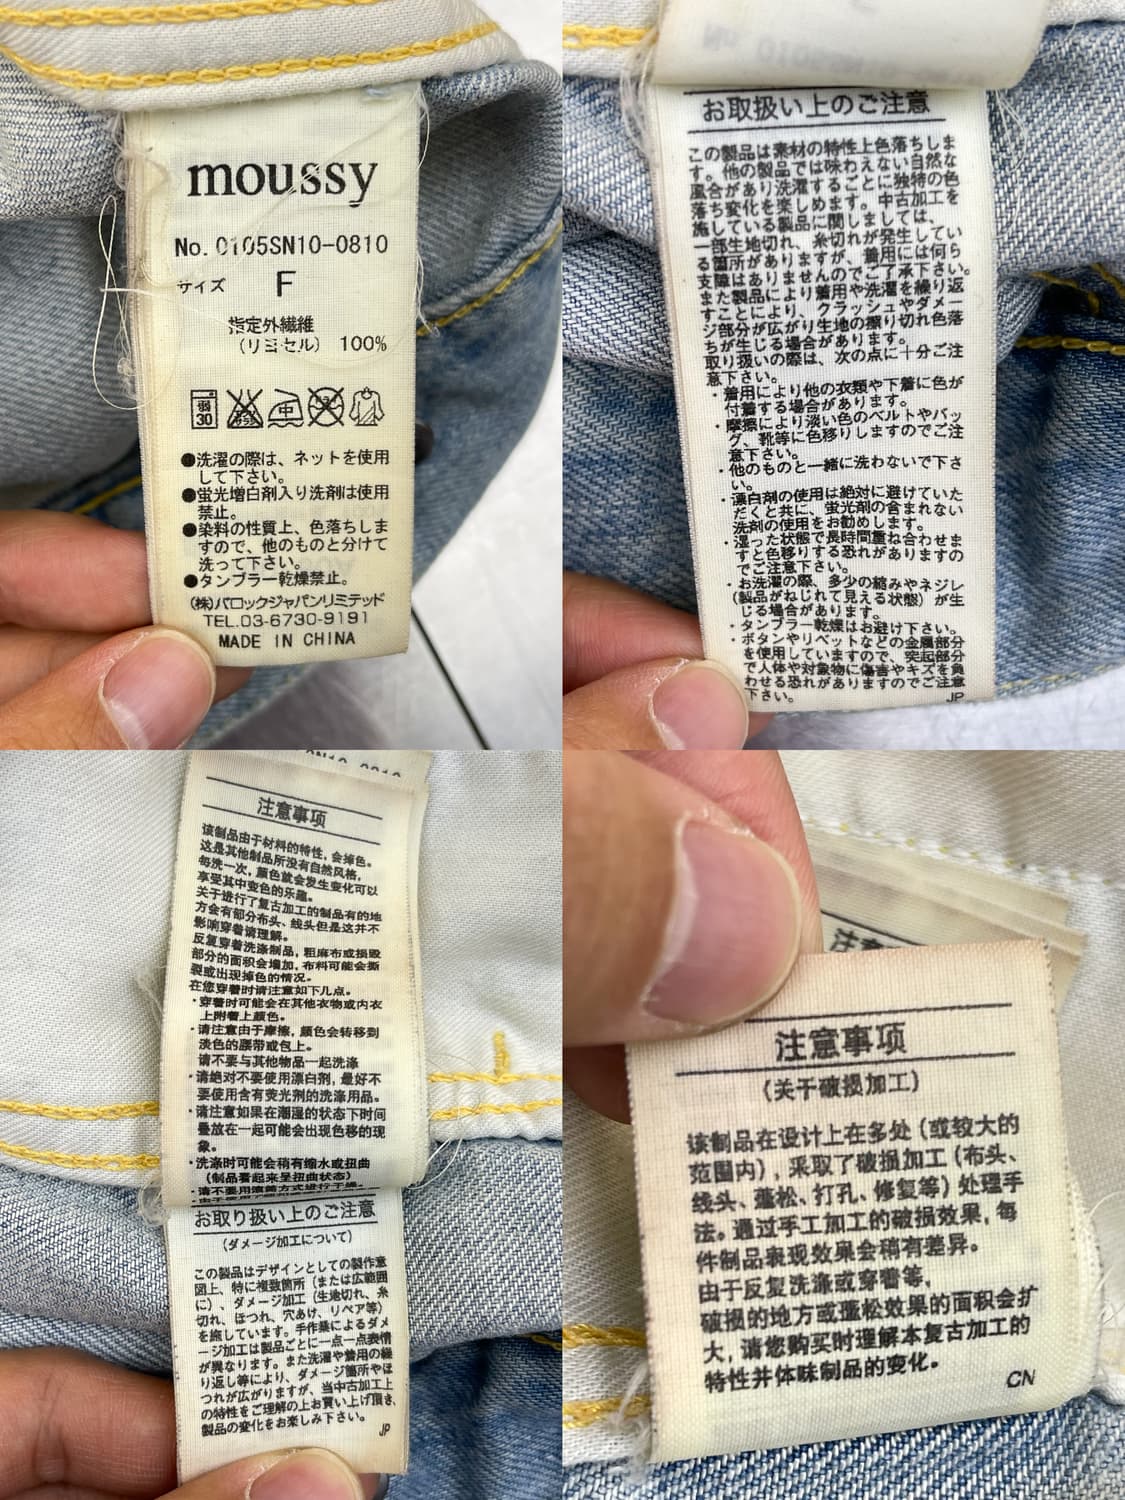 moussy
No. 0105SN10-0810
サイズ F
指定外繊維
(リヨセル) 100%
弱
30
中
●洗濯の際は、ネットを使用
して下さい。
●蛍光増白剤入り洗剤は使用
禁止。
●染料の性質上、色落ちしま
すので、他のものと分けて
洗って下さい。
●タンブラー乾燥禁止。
(株)バロックジャパンリミテッド
TEL.03-6730-9191
MADE IN CHINA
お取扱い上のご注意
この製品は素材の特性上色落ちしま
す。他の製品では味わえない自然な
風合があり洗濯するごとに独特の色
落ち変化を楽しめます。中古加工を
施している製品に関しましては、
一部生地切れ、糸切れが発生してい
る箇所がありますが、着用には何ら
支障はありませんのでご了承下さい。
また製品により着用や洗濯を繰り返
すことにより、クラッシュやダメー
ジ部分が広がり生地の擦り切れ色落
ちが生じる場合があります。
取り扱いの際は、次の点に十分ご注
意下さい。
・着用により他の衣類や下着に色が
付着する場合があります。
・摩擦により淡い色のベルトやバッ
グ、靴等に色移りしますのでご注
意下さい。
・他のものと一緒に洗わないで下さ
い。
・漂白剤の使用は絶対に避けていた
だくと共に、蛍光剤の含まれない
洗剤の使用をお勧めします。
・湿った状態で長時間重ね合わせま
すと色移りする恐れがありますの
でご注意下さい。
・お洗濯の際、多少の縮みやネジレ
(製品がねじれて見える状態)が生
じる場合があります。
・タンブラー乾燥はお避け下さい。
・ボタンやリベットなどの金属部分
を使用していますので、突起部分
で人体や対象物に傷害やキズを負
わせる恐れがありますのでご注意
下さい。
JP
注意事项
该制品由于材料的特性，会掉色。
这是其他制品所没有自然风格，
每洗一次，颜色就会发生变化可以
享受其中变色的乐趣。
关于进行了复古加工的制品有的地
方会有部分布头、线头但是这并不
影响穿着请理解。
反复穿着洗涤制品，粗麻布或损毁
部分的面积会增加，布料可能会撕
裂或出现掉色的情况。
在您穿着时请注意如下几点。
・穿着时可能会在其他衣物或内衣
上附着上颜色。
・请注意由于摩擦，颜色会转移到
淡色的腰带或包上。
请不要与其他物品一起洗涤
・请绝对不要使用漂白剂，最好不
要使用含有荧光剂的洗涤用品。
・请注意如果在潮湿的状态下时间
叠放在一起可能会出现色移的现
象。
・洗涤时可能会稍有缩水或扭曲
(制品看起来呈扭曲状态)
・请不要用滚筒方式进行干燥。
お取り扱い上のご注意
(ダメージ加工について)
この製品はデザインとしての製作意
図上、特に複数箇所(または広範囲
に)、ダメージ加工(生地切れ、糸
切れ、ほつれ、穴あけ、リペア等)
を施しています。手作業によるダメ
ージ加工は製品ごとに一点一点表情
が異なります。また洗濯や着用の繰
り返し等により、ダメージ箇所やほ
つれが広がりますが、当中古加工上
の特性をご理解の上お買い上げ頂き、
製品の変化をお楽しみ下さい。
JP
注意事项
(关于破损加工)
该制品在设计上在多处(或较大的
范围内)，采取了破损加工(布头、
线头、蓬松、打孔、修复等)处理手
法。通过手工加工的破损效果，每
件制品表现效果会稍有差异。
由于反复洗涤或穿着等，
破损的地方或蓬松效果的面积会扩
大，请您购买时理解本复古加工的
特性并体味制品的变化。
CN